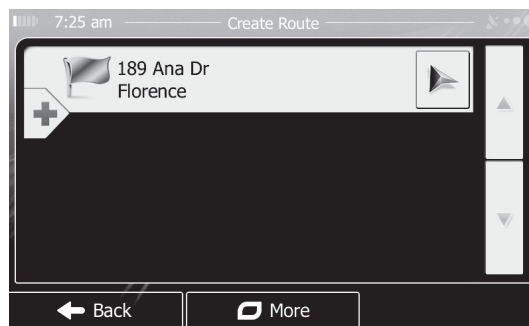 7:25 am
Create Route
189 Ana Dr
Florence
Back
More